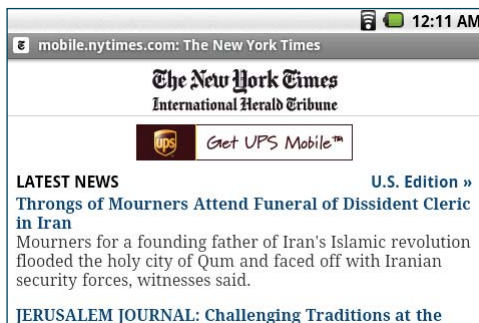 12:11 AM
mobile.nytimes.com: The New York Times
The New York Times
International Herald Tribune
ups Get UPS Mobile™
LATEST NEWS U.S. Edition »
Throngs of Mourners Attend Funeral of Dissident Cleric
in Iran
Mourners for a founding father of Iran's Islamic revolution
flooded the holy city of Qum and faced off with Iranian
security forces, witnesses said.
JERUSALEM JOURNAL: Challenging Traditions at the